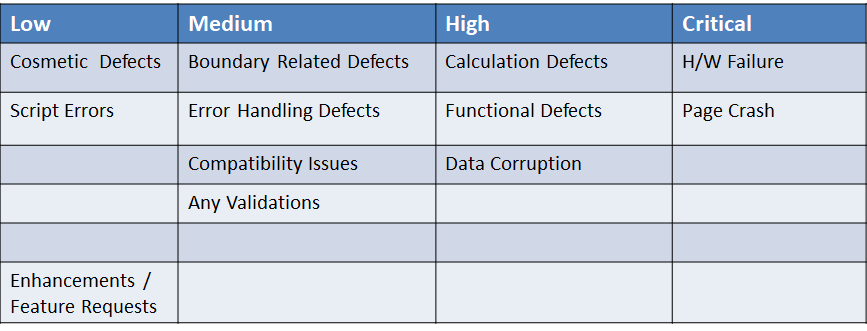 Low Medium High Critical
Cosmetic Defects Boundary Related Defects Calculation Defects H/W Failure
Script Errors Error Handling Defects Functional Defects Page Crash
Compatibility Issues Data Corruption
Any Validations
Enhancements /
Feature Requests